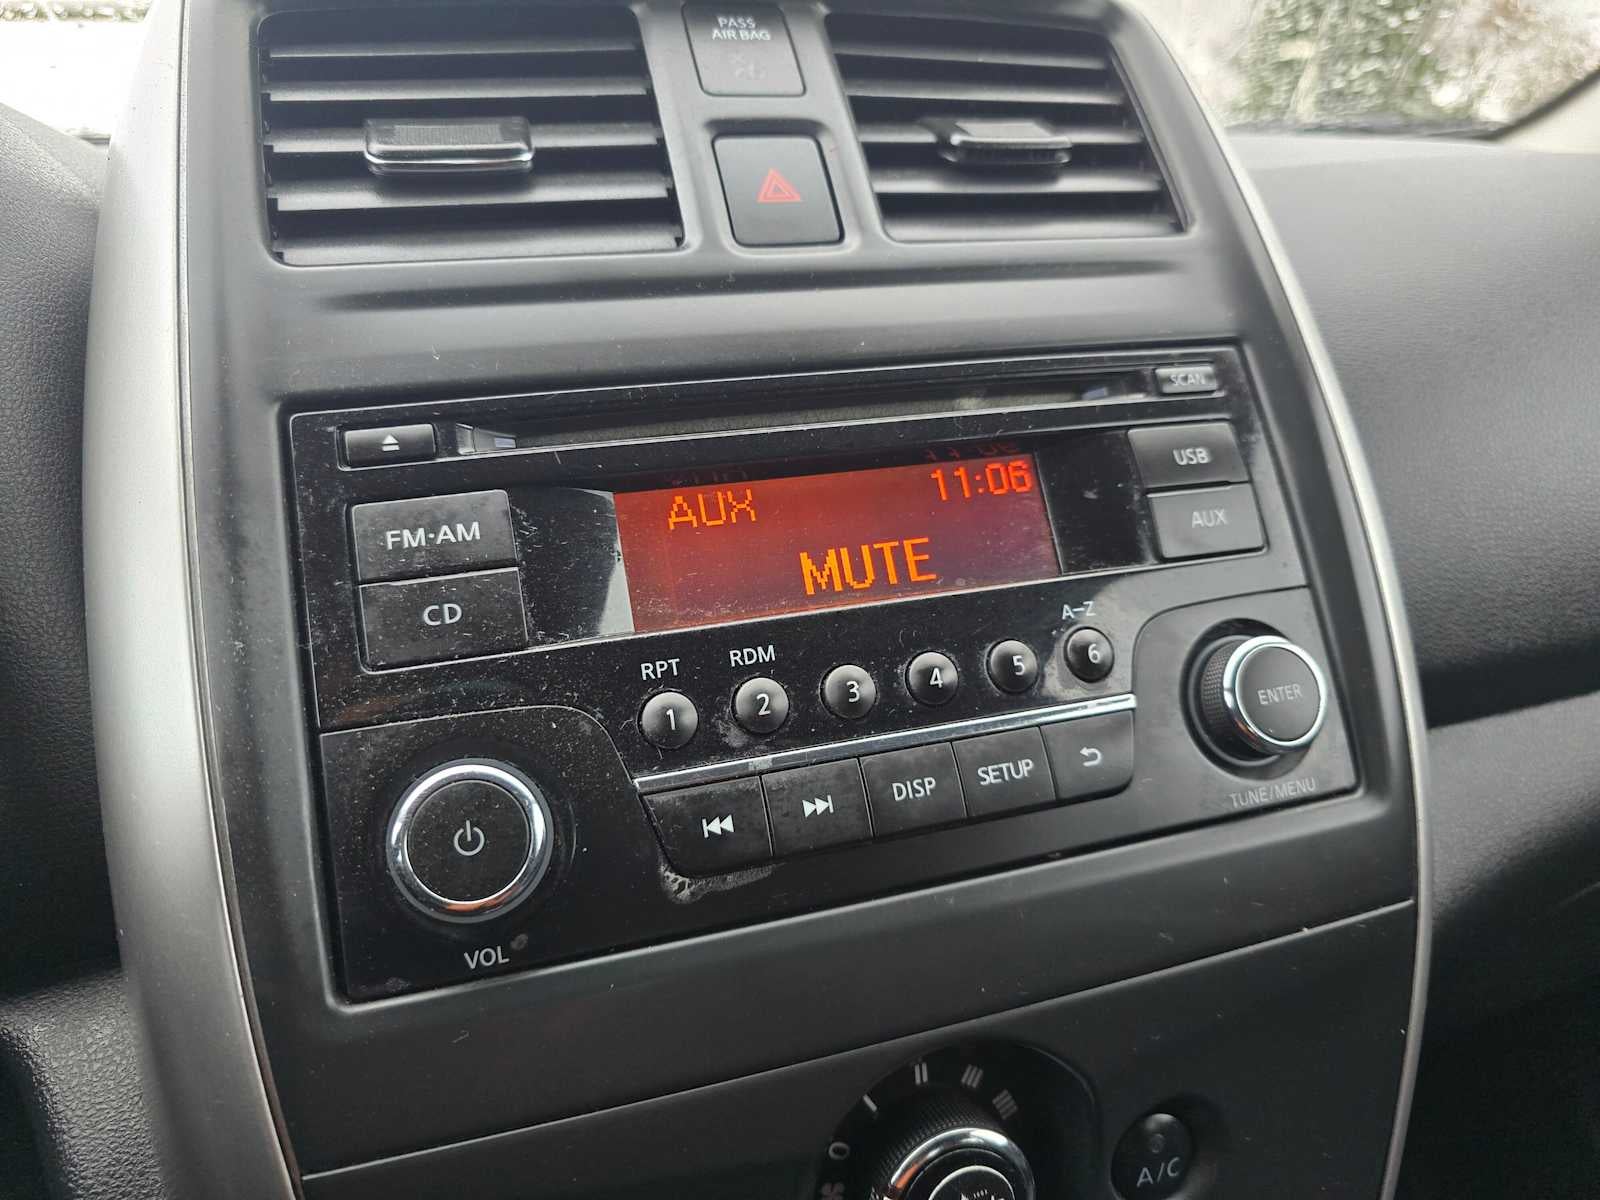 PASS
AIR BAG
SCAN
USB
AUX
FM·AM
CD
AUX
11:06
MUTE
RPT
RDM
A-Z
1
2
3
4
5
6
DISP
SETUP
ENTER
TUNE/MENU
VOL
0
A/C